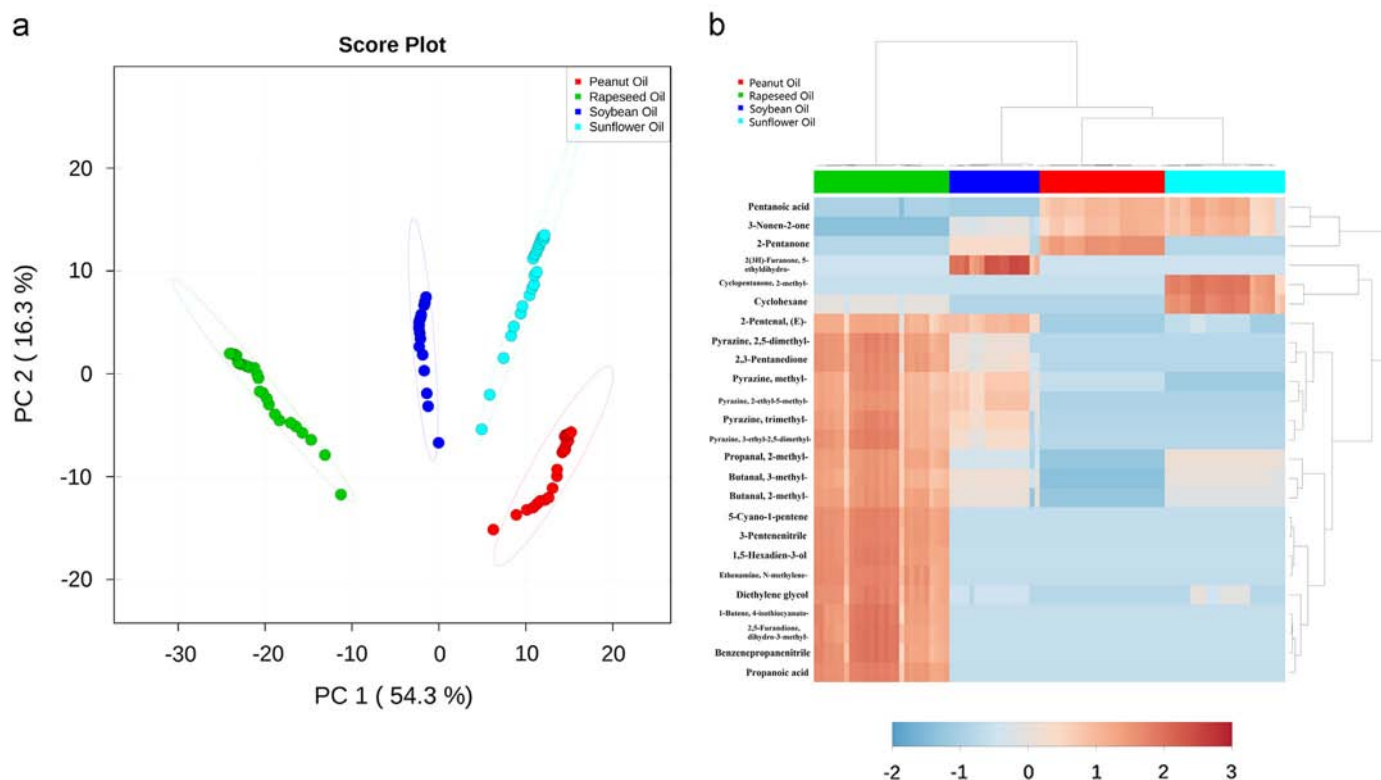 a
Score Plot
Peanut Oil
Rapeseed Oil
Soybean Oil
Sunflower Oil
PC 2 ( 16.3 %)
20
10
0
-10
-20
-30
-20
-10
0
10
20
PC 1 ( 54.3 %)
b
Peanut Oil
Rapeseed Oil
Soybean Oil
Sunflower Oil
Pentanoic acid
3-Nonen-2-one
2-Pentanone
2(3H)-Furanone, 5-
ethyldihydro-
Cyclopentanone, 2-methyl-
Cyclohexane
2-Pentenal, (E)-
Pyrazine, 2,5-dimethyl-
2,3-Pentanedione
Pyrazine, methyl-
Pyrazine, 2-ethyl-5-methyl-
Pyrazine, trimethyl-
Pyrazine, 3-ethyl-2,5-dimethyl-
Propanal, 2-methyl-
Butanal, 3-methyl-
Butanal, 2-methyl-
5-Cyano-1-pentene
3-Pentenenitrile
1,5-Hexadien-3-ol
Ethenamine, N-methylene-
Diethylene glycol
1-Butene, 4-isothiocyanato-
2,5-Furandione,
dihydro-3-methyl-
Benzenepropanenitrile
Propanoic acid
-2
-1
0
1
2
3